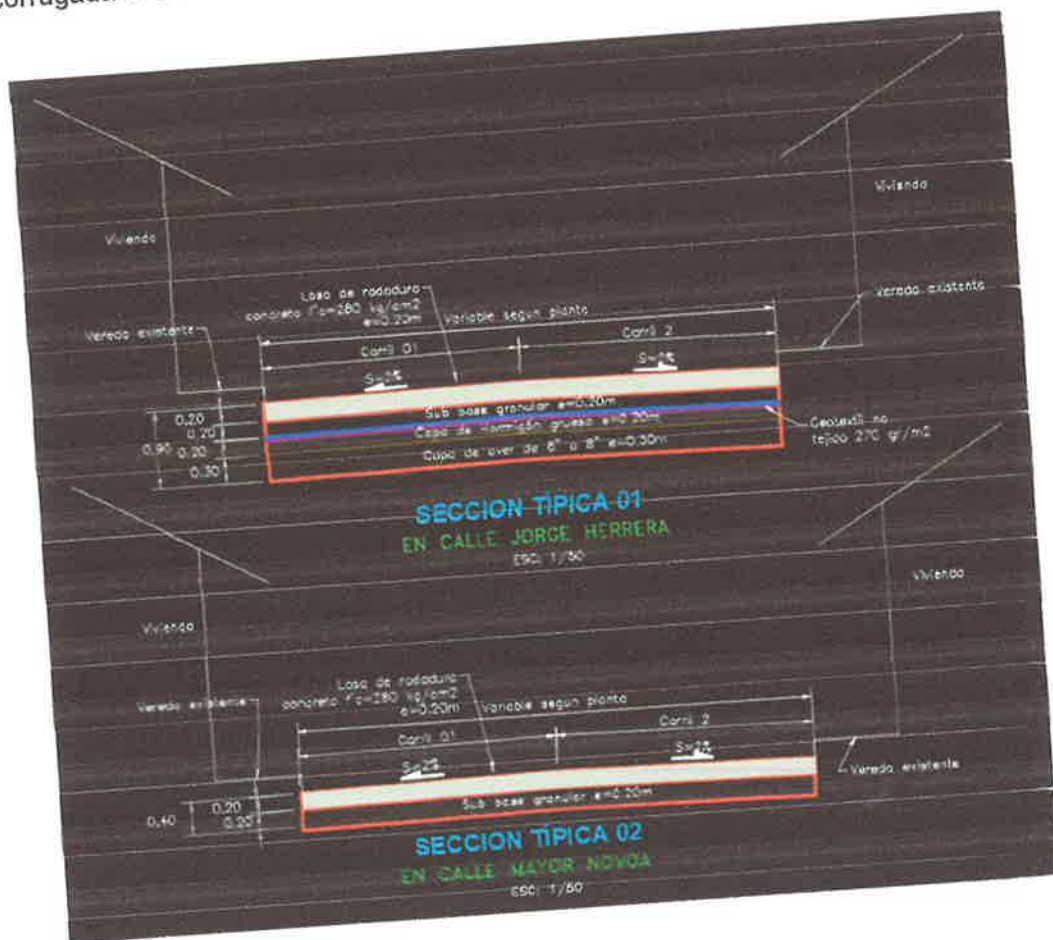 Vivienda
Vivienda
Losa de rodadura
concreto f'c=280 kg/cm2
e=0.20m
Variable segun planta
Vereda existente
Vereda existente
Carril 01
Carril 2
S=2%
S=2%
0.20
0.20
0.90
0.20
0.30
Sub base granular e=0.20m
Capa de Hormigón grueso e=0.20m
Capa de over de 6" a 8" e=0.30m
Geotextil no
tejido 270 gr/m2
SECCION TÍPICA 01
EN CALLE JORGE HERRERA
ESC: 1/50
Vivienda
Vivienda
Losa de rodadura
concreto f'c=280 kg/cm2
e=0.20m
Variable segun planta
Vereda existente
Vereda existente
Carril 01
Carril 2
S=2%
S=2%
0.20
0.40
0.20
Sub base granular e=0.20m
SECCION TÍPICA 02
EN CALLE MAYOR NOVOA
ESC: 1/50